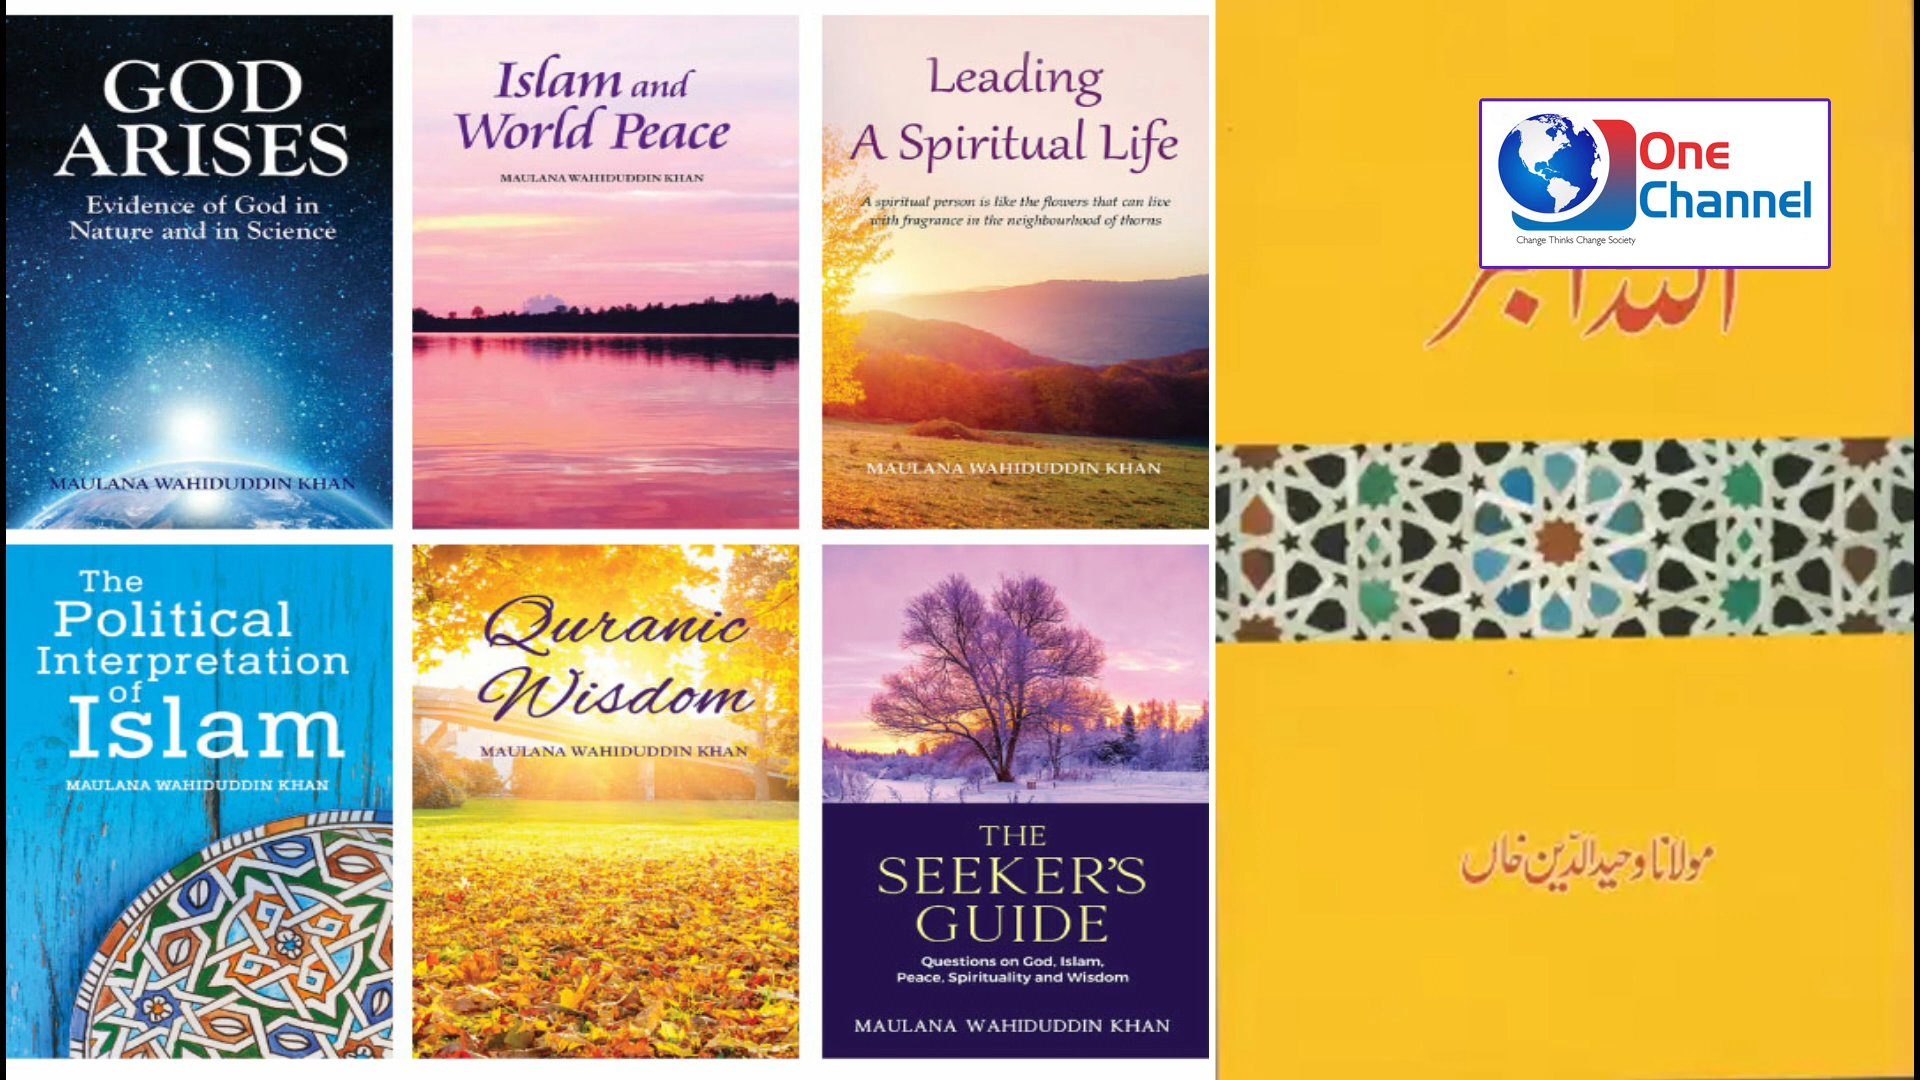 GOD
ARISES
Evidence of God in
Nature and in Science
MAULANA WAHIDUDDIN KHAN
Islam and
World Peace
MAULANA WAHIDUDDIN KHAN
Leading
A Spiritual Life
A spiritual person is like the flowers that can live
with fragrance in the neighbourhood of thorns
MAULANA WAHIDUDDIN KHAN
The
Political
Interpretation
of
Islam
MAULANA WAHIDUDDIN KHAN
Quranic
Wisdom
MAULANA WAHIDUDDIN KHAN
THE
SEEKER'S
GUIDE
Questions on God, Islam,
Peace, Spirituality and Wisdom
MAULANA WAHIDUDDIN KHAN
One
Channel
Change Thinks Change Society
اللہ اکبر
مولانا وحیدالدّین خاں